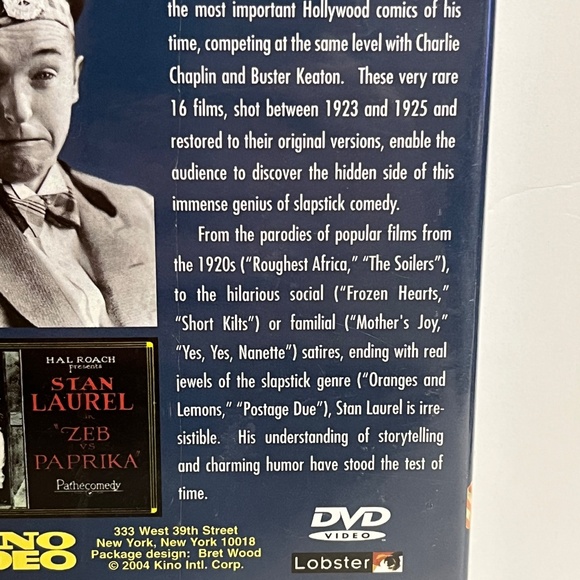 the most important Hollywood comics of his
time, competing at the same level with Charlie
Chaplin and Buster Keaton. These very rare
16 films, shot between 1923 and 1925 and
restored to their original versions, enable the
audience to discover the hidden side of this
immense genius of slapstick comedy.
From the parodies of popular films from
the 1920s ("Roughest Africa," "The Soilers"),
to the hilarious social ("Frozen Hearts,"
"Short Kilts") or familial ("Mother's Joy,"
"Yes, Yes, Nanette") satires, ending with real
jewels of the slapstick genre ("Oranges and
Lemons," "Postage Due"), Stan Laurel is irre-
sistible. His understanding of storytelling
and charming humor have stood the test of
time.
HAL ROACH
presents
STAN
LAUREL
in
"ZEB
VS
PAPRIKA"
Pathecomedy
INO
DEO
333 West 39th Street
New York, New York 10018
Package design: Bret Wood
© 2004 Kino Intl. Corp.
DVD
VIDEO
Lobster